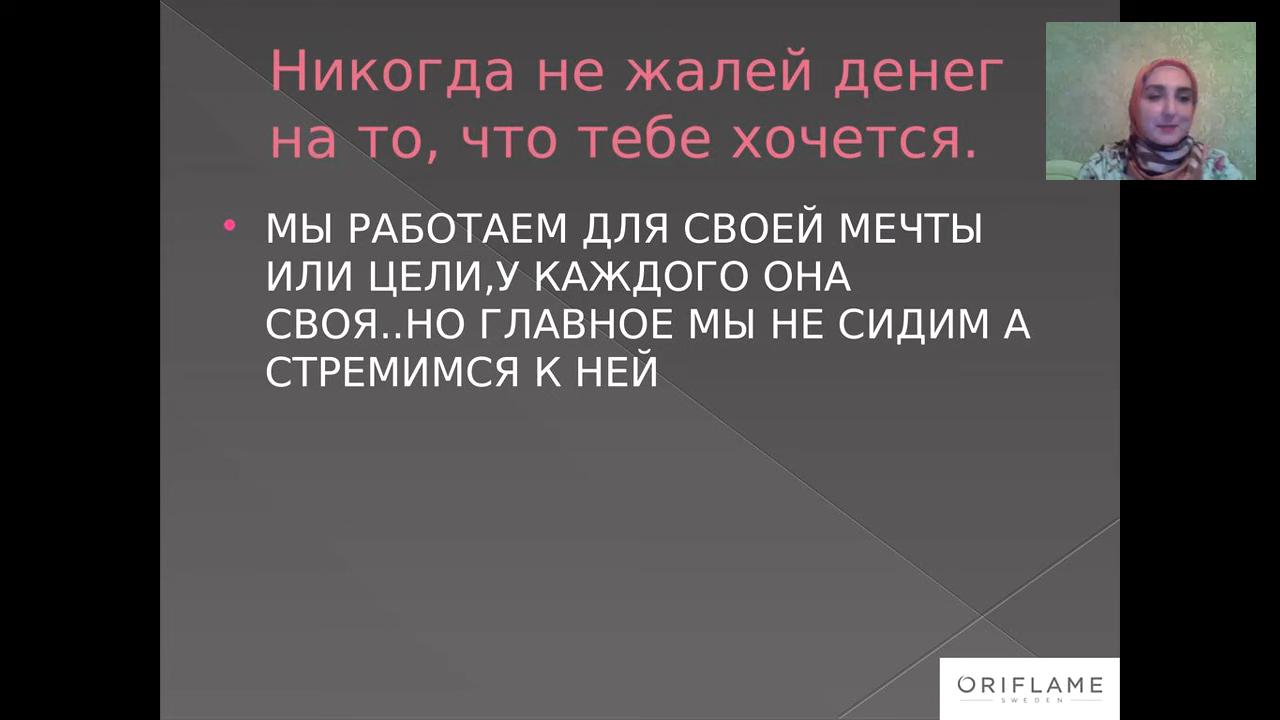 Никогда не жалей денег
на то, что тебе хочется.
• МЫ РАБОТАЕМ ДЛЯ СВОЕЙ МЕЧТЫ
ИЛИ ЦЕЛИ,У КАЖДОГО ОНА
СВОЯ..НО ГЛАВНОЕ МЫ НЕ СИДИМ А
СТРЕМИМСЯ К НЕЙ
ORIFLAME
SWEDEN